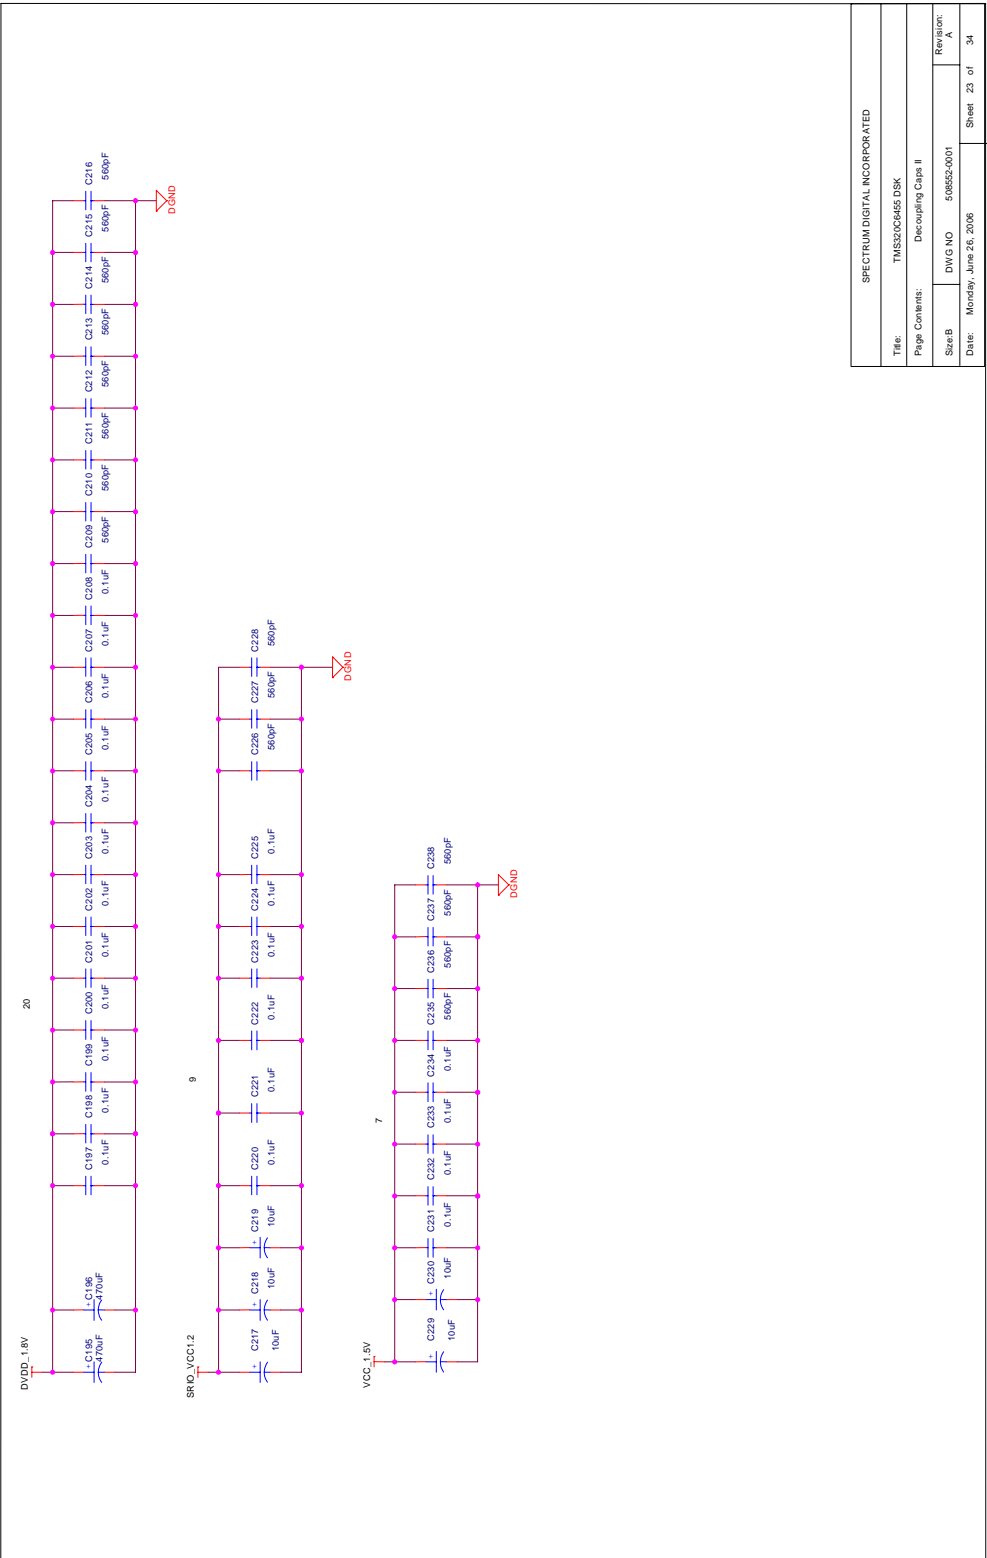 DVDD_1.8V
20
C195
470uF
C196
470uF
C197
0.1uF
C198
0.1uF
C199
0.1uF
C200
0.1uF
C201
0.1uF
C202
0.1uF
C203
0.1uF
C204
0.1uF
C205
0.1uF
C206
0.1uF
C207
0.1uF
C208
0.1uF
C209
560pF
C210
560pF
C211
560pF
C212
560pF
C213
560pF
C214
560pF
C215
560pF
C216
560pF
DGND
SRIO_VCC1.2
9
C217
10uF
C218
10uF
C219
10uF
C220
0.1uF
C221
0.1uF
C222
0.1uF
C223
0.1uF
C224
0.1uF
C225
0.1uF
C226
560pF
C227
560pF
C228
560pF
DGND
VCC_1.5V
7
C229
10uF
C230
10uF
C231
0.1uF
C232
0.1uF
C233
0.1uF
C234
0.1uF
C235
560pF
C236
560pF
C237
560pF
C238
560pF
DGND
SPECTRUM DIGITAL INCORPORATED
Title: TMS320C6455 DSK
Page Contents: Decoupling Caps II
Size:B DWG NO 508552-0001 Revision: A
Date: Monday, June 26, 2006 Sheet 23 of 34